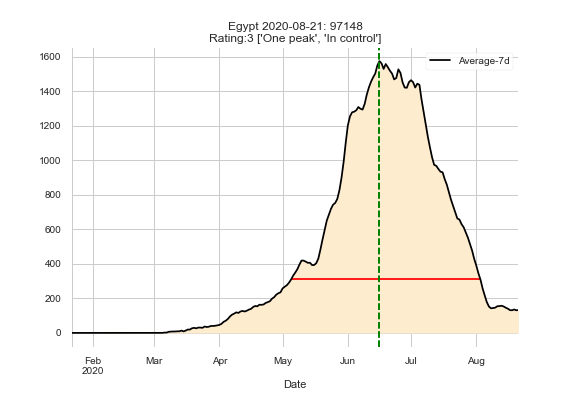 Egypt 2020-08-21: 97148
Rating:3 ['One peak', 'In control']
Average-7d
1600
1400
1200
1000
800
600
400
200
0
Feb
2020
Mar
Apr
May
Jun
Jul
Aug
Date